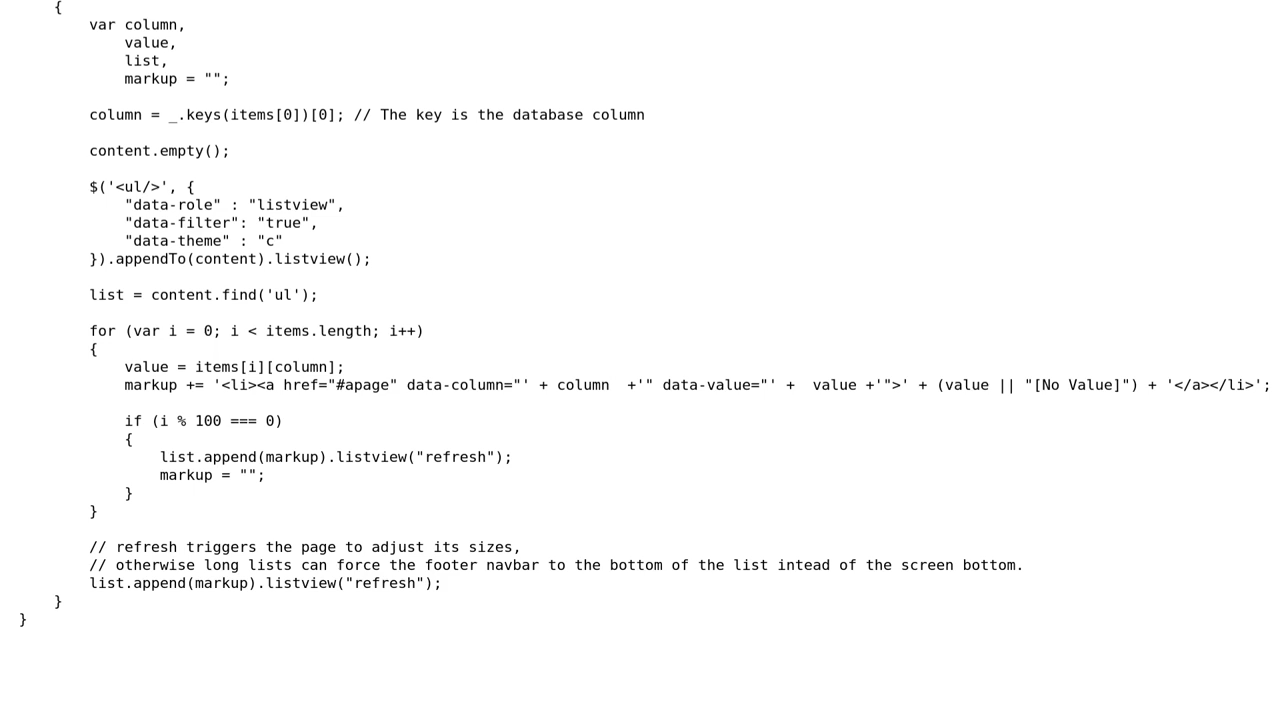 {
var column,
value,
list,
markup = "";
column = _.keys(items[0])[0]; // The key is the database column
content.empty();
$('<ul/>', {
"data-role" : "listview",
"data-filter": "true",
"data-theme" : "c"
}).appendTo(content).listview();
list = content.find('ul');
for (var i = 0; i < items.length; i++)
{
value = items[i][column];
markup += '<li><a href="#apage" data-column="' + column  +'" data-value="' +  value +'">' + (value || "[No Value]") + '</a></li>';
if (i % 100 === 0)
{
list.append(markup).listview("refresh");
markup = "";
}
}
// refresh triggers the page to adjust its sizes,
// otherwise long lists can force the footer navbar to the bottom of the list intead of the screen bottom.
list.append(markup).listview("refresh");
}
}